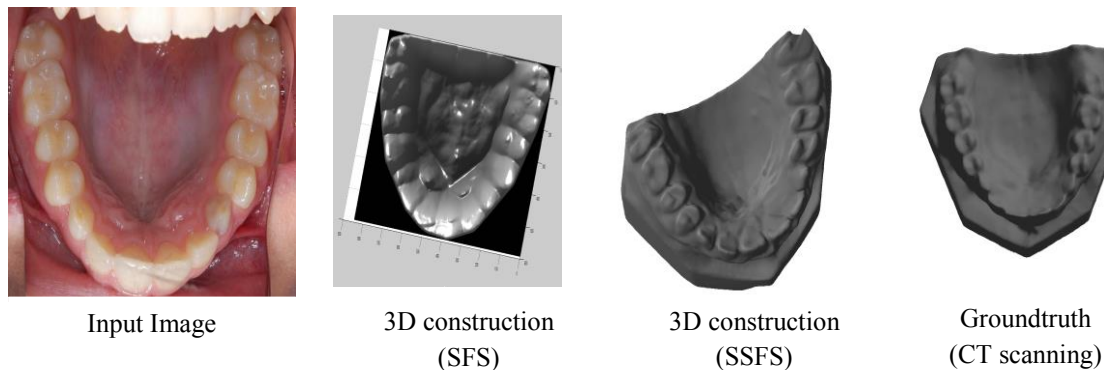 Input Image
3D construction
(SFS)
3D construction
(SSFS)
Groundtruth
(CT scanning)